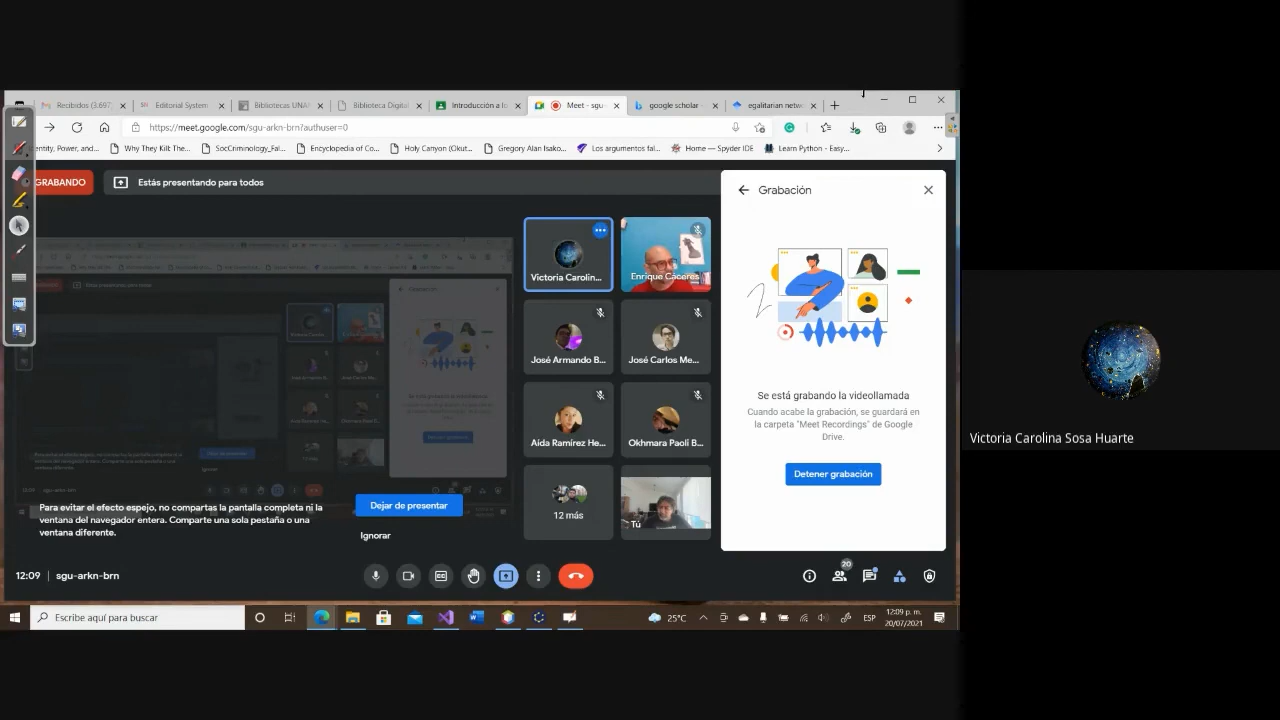 Recibidos (3:697)
Editorial System
Bibliotecas UNA
Biblioteca Digital
Introducción a la
Meet - sgu-
google scholar -
egalitarian netw
https://meet.google.com/sgu-arkn-brn?authuser=0
entity, Power, and...
Why They Kill The...
SocCriminology_Fal...
Encyclopedia of Co...
Holy Canyon (Okut...
Gregory Alan Isako...
Los argumentos fal...
Home — Spyder IDE
Learn Python - Easy...
GRABANDO
Estás presentando para todos
Grabación
Victoria Carolin...
Enrique Cáceres
José Armando B...
José Carlos Me...
Aída Ramírez He...
Okhmara Paoli B...
12 más
Tú
Se está grabando la videollamada
Cuando acabe la grabación, se guardará en
la carpeta "Meet Recordings" de Google
Drive.
Detener grabación
Para evitar el efecto espejo, no compartas la pantalla completa ni la
ventana del navegador entera. Comparte una sola pestaña o una
ventana diferente.
Dejar de presentar
Ignorar
12:09 | sgu-arkn-brn
20
Escribe aquí para buscar
25°C
ESP
12:09 p. m.
20/07/2021
Victoria Carolina Sosa Huarte